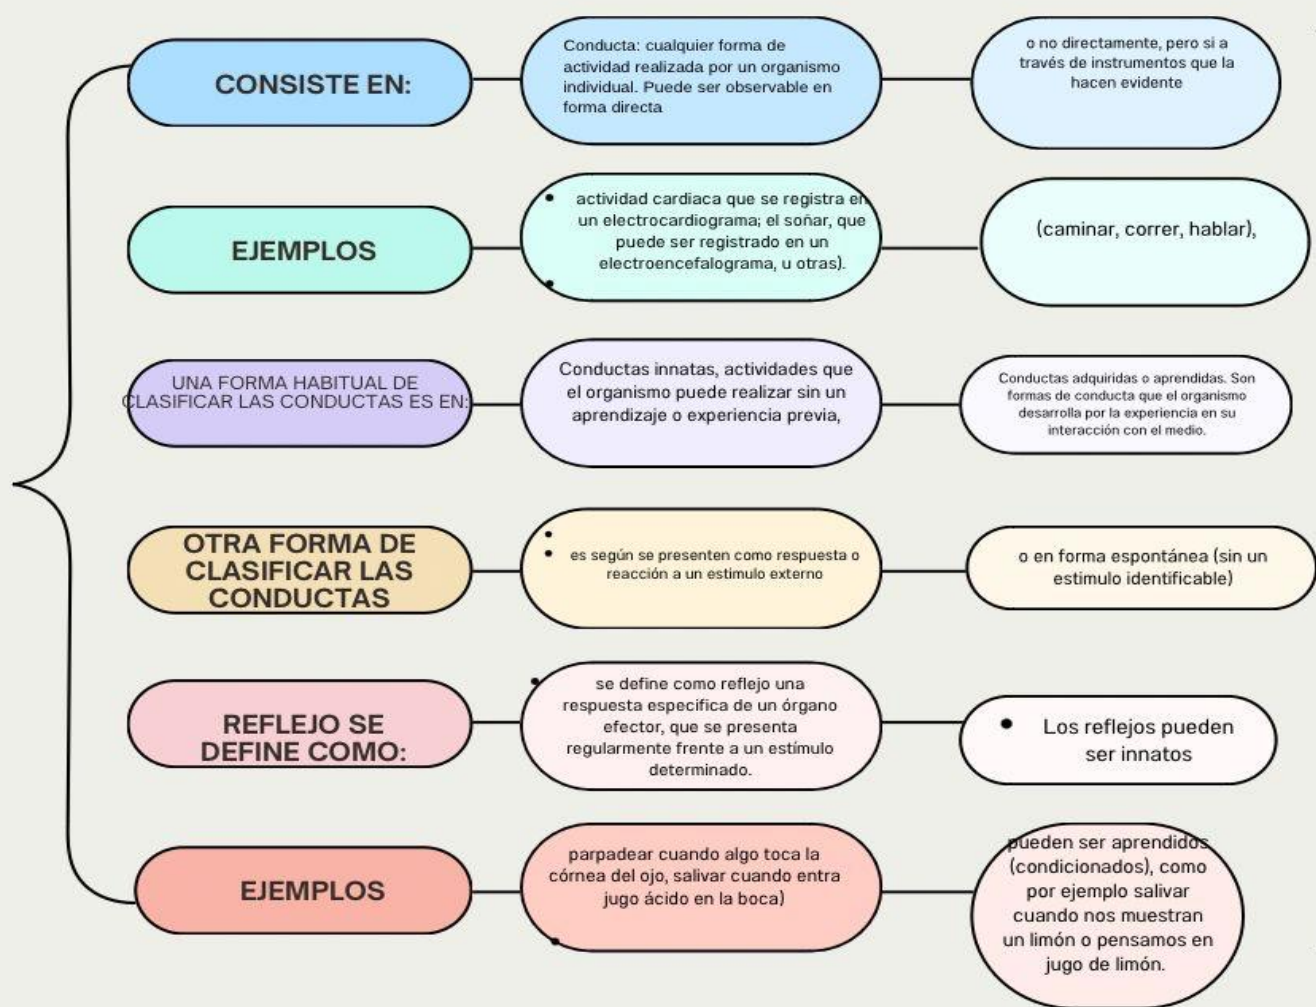 CONSISTE EN:
Conducta: cualquier forma de
actividad realizada por un organismo
individual. Puede ser observable en
forma directa
o no directamente, pero si a
través de instrumentos que la
hacen evidente
EJEMPLOS
• actividad cardiaca que se registra en
un electrocardiograma; el soñar, que
puede ser registrado en un
electroencefalograma, u otras).
•
(caminar, correr, hablar),
UNA FORMA HABITUAL DE
CLASIFICAR LAS CONDUCTAS ES EN:
Conductas innatas, actividades que
el organismo puede realizar sin un
aprendizaje o experiencia previa,
Conductas adquiridas o aprendidas. Son
formas de conducta que el organismo
desarrolla por la experiencia en su
interacción con el medio.
OTRA FORMA DE
CLASIFICAR LAS
CONDUCTAS
•
• es según se presenten como respuesta o
reacción a un estimulo externo
o en forma espontánea (sin un
estimulo identificable)
REFLEJO SE
DEFINE COMO:
• se define como reflejo una
respuesta especifica de un órgano
efector, que se presenta
regularmente frente a un estímulo
determinado.
• Los reflejos pueden
ser innatos
EJEMPLOS
parpadear cuando algo toca la
córnea del ojo, salivar cuando entra
jugo ácido en la boca)
•
pueden ser aprendidos
(condicionados), como
por ejemplo salivar
cuando nos muestran
un limón o pensamos en
jugo de limón.